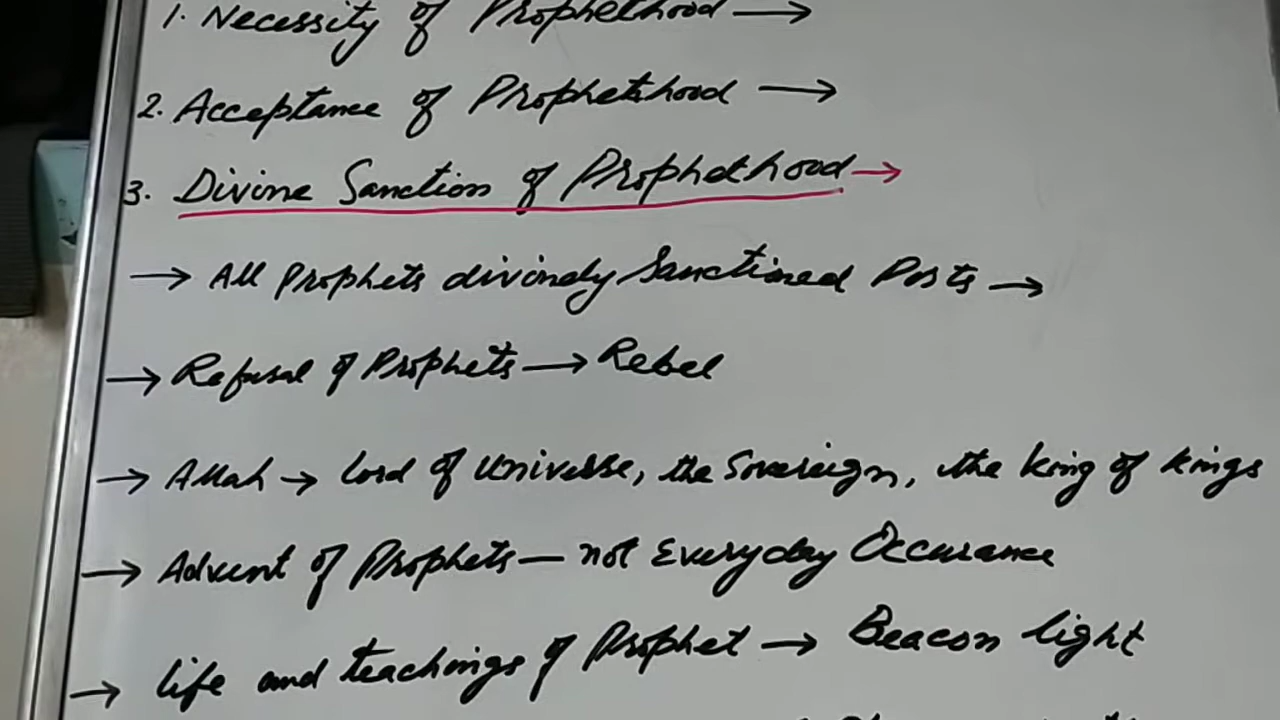 1. Necessity of Prophethood →
2. Acceptance of Prophethood →
3. Divine Sanction of Prophethood →
→ All Prophets divinely Sanctioned Posts →
→ Refusal of Prophets → Rebel
→ Allah → Lord of Universe, the Sovereign, the king of kings
→ Advent of Prophets — not Everyday Occurance
→ life and teachings of Prophet → Beacon light